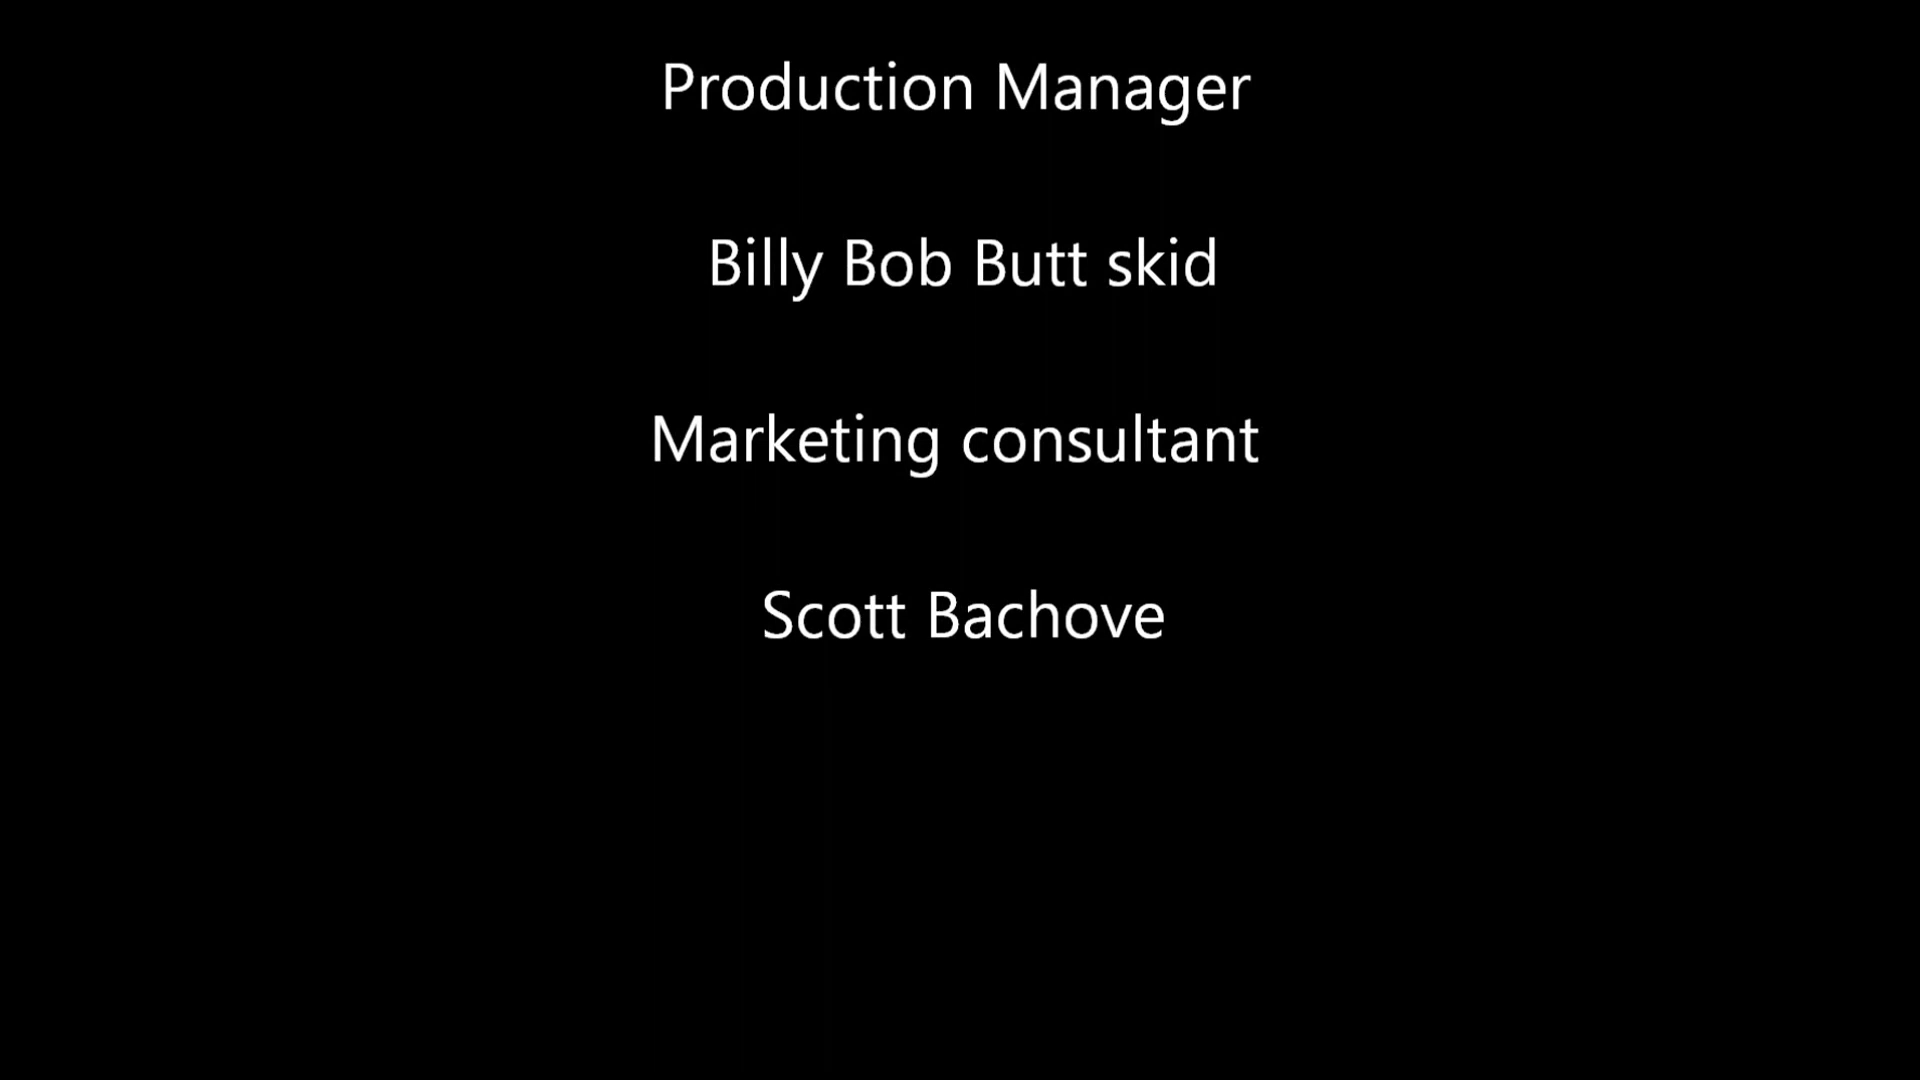 Production Manager
Billy Bob Butt skid
Marketing consultant
Scott Bachove